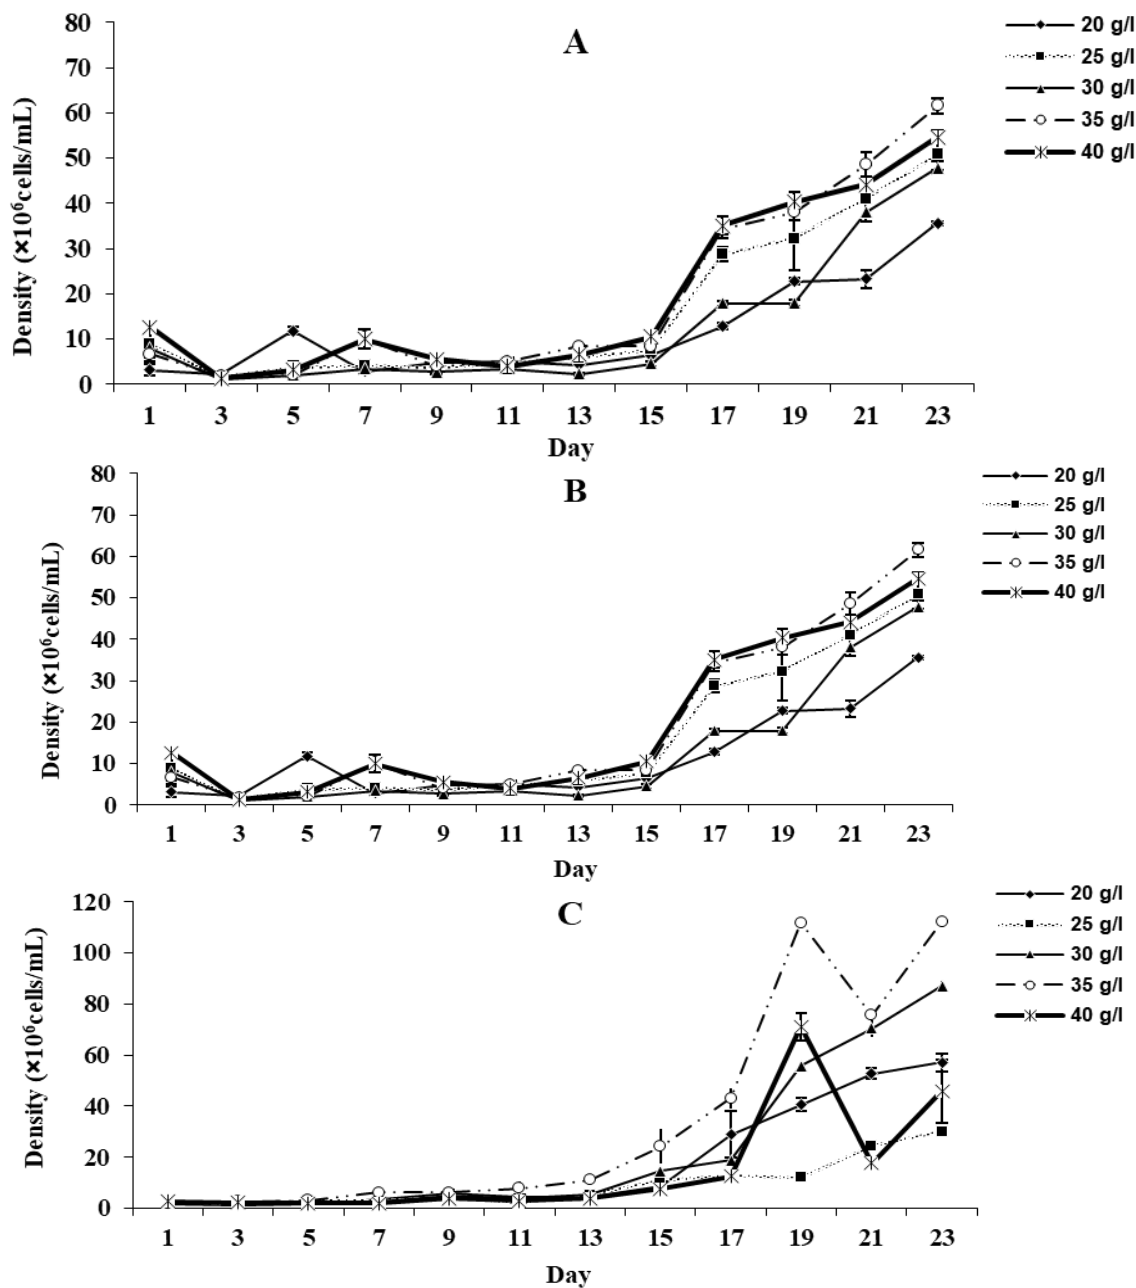 A
Density (×10⁶cells/mL)
80
70
60
50
40
30
20
10
0
1 3 5 7 9 11 13 15 17 19 21 23
Day
20 g/l
25 g/l
30 g/l
35 g/l
40 g/l
B
Density (×10⁶cells/mL)
80
70
60
50
40
30
20
10
0
1 3 5 7 9 11 13 15 17 19 21 23
Day
20 g/l
25 g/l
30 g/l
35 g/l
40 g/l
C
Density (×10⁶cells/mL)
120
100
80
60
40
20
0
1 3 5 7 9 11 13 15 17 19 21 23
Day
20 g/l
25 g/l
30 g/l
35 g/l
40 g/l